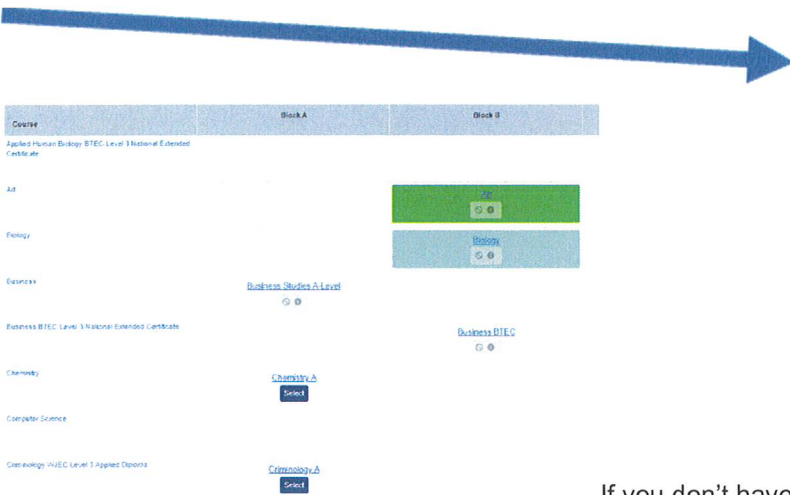 Course Block A Block B
Applied Human Biology BTEC Level 3 National Extended
Certificate
Art Art
Biology Biology
Business Business Studies A-Level
Business BTEC Level 3 National Extended Certificate Business BTEC
Chemistry Chemistry A
Select
Computer Science
Criminology WJEC Level 3 Applied Diploma Criminology A
Select
If you don't have